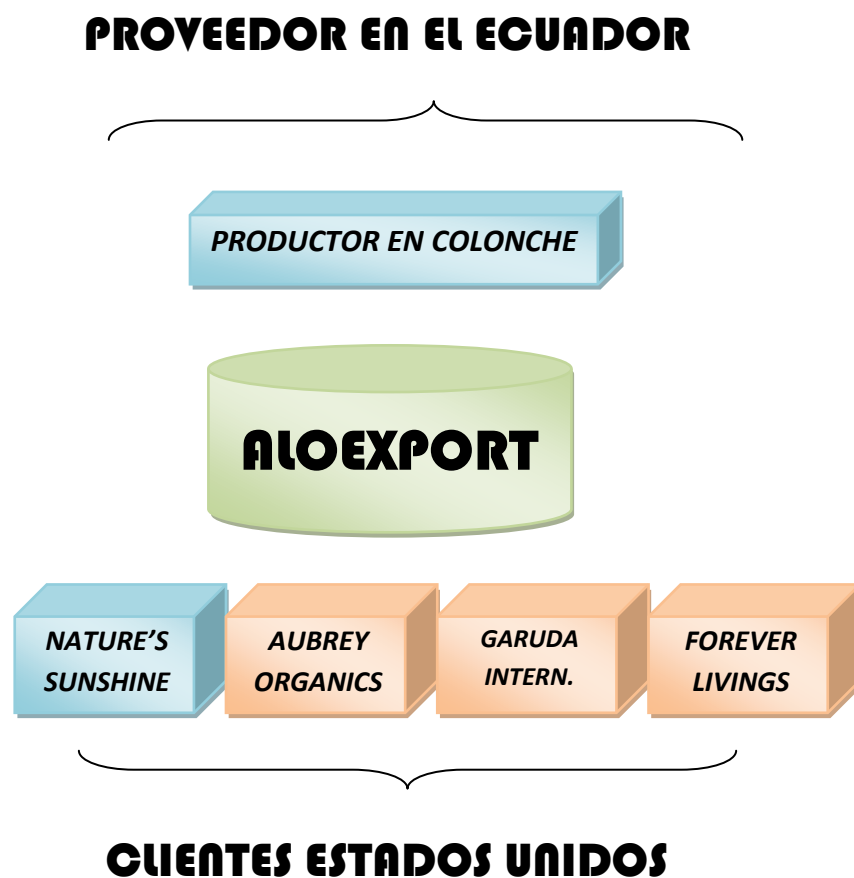 PROVEEDOR EN EL ECUADOR
PRODUCTOR EN COLONCHE
ALOEXPORT
NATURE'S
SUNSHINE
AUBREY
ORGANICS
GARUDA
INTERN.
FOREVER
LIVINGS
CLIENTES ESTADOS UNIDOS